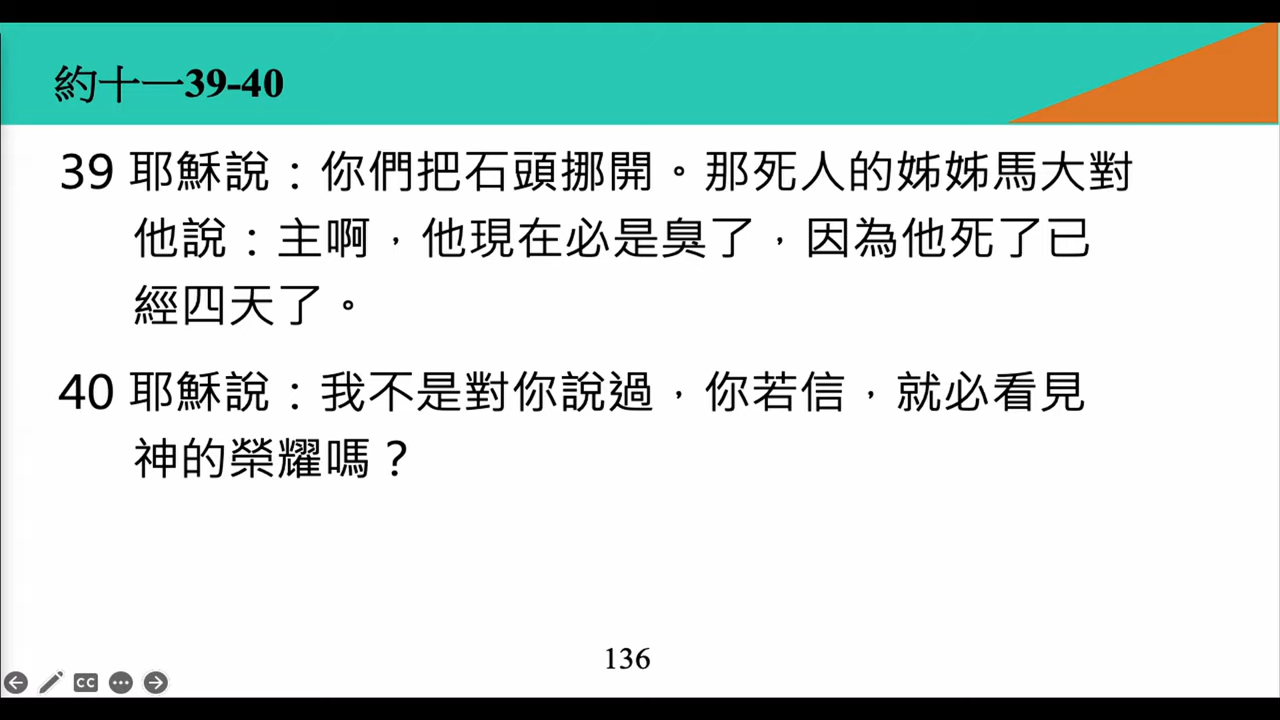 約十一39-40
39 耶穌說：你們把石頭挪開。那死人的姊姊馬大對
他說：主啊，他現在必是臭了，因為他死了已
經四天了。
40 耶穌說：我不是對你說過，你若信，就必看見
神的榮耀嗎？
136
CC